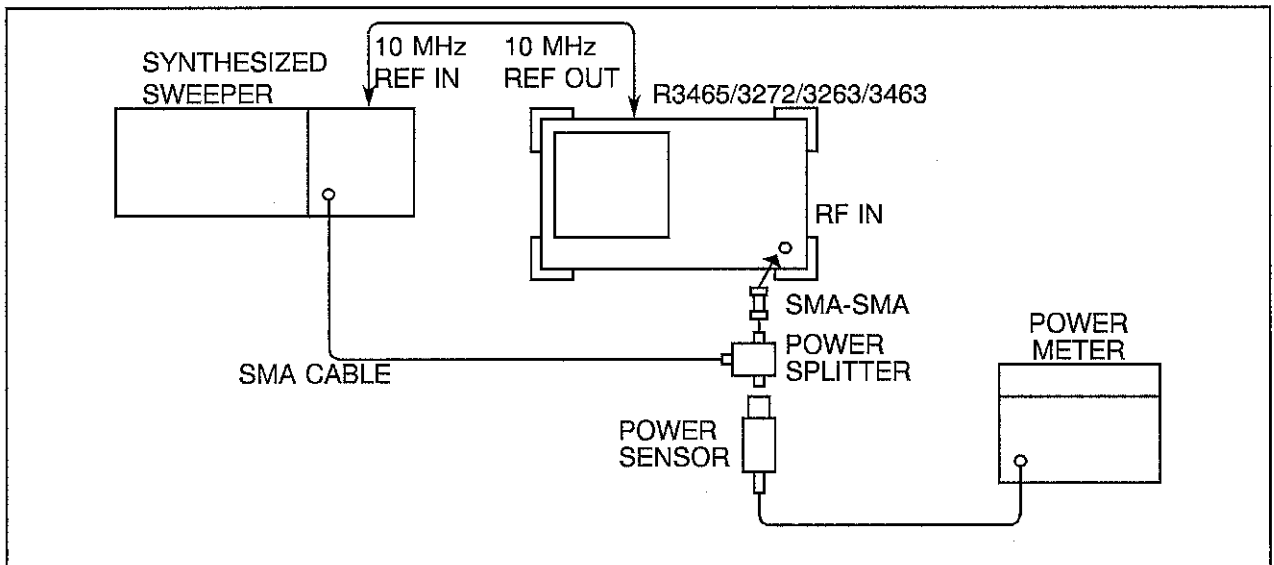 SYNTHESIZED
SWEEPER
10 MHz
REF IN
10 MHz
REF OUT
R3465/3272/3263/3463
RF IN
SMA-SMA
POWER
SPLITTER
POWER
METER
SMA CABLE
POWER
SENSOR